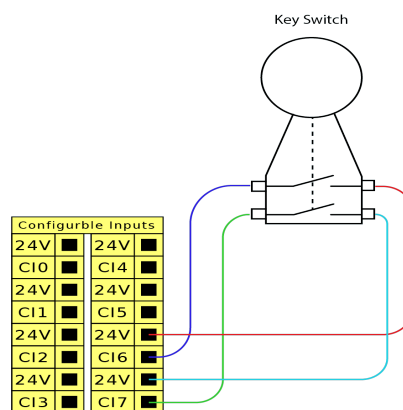 Key Switch
Configurble Inputs
24V 24V
CI0 CI4
24V 24V
CI1 CI5
24V 24V
CI2 CI6
24V 24V
CI3 CI7